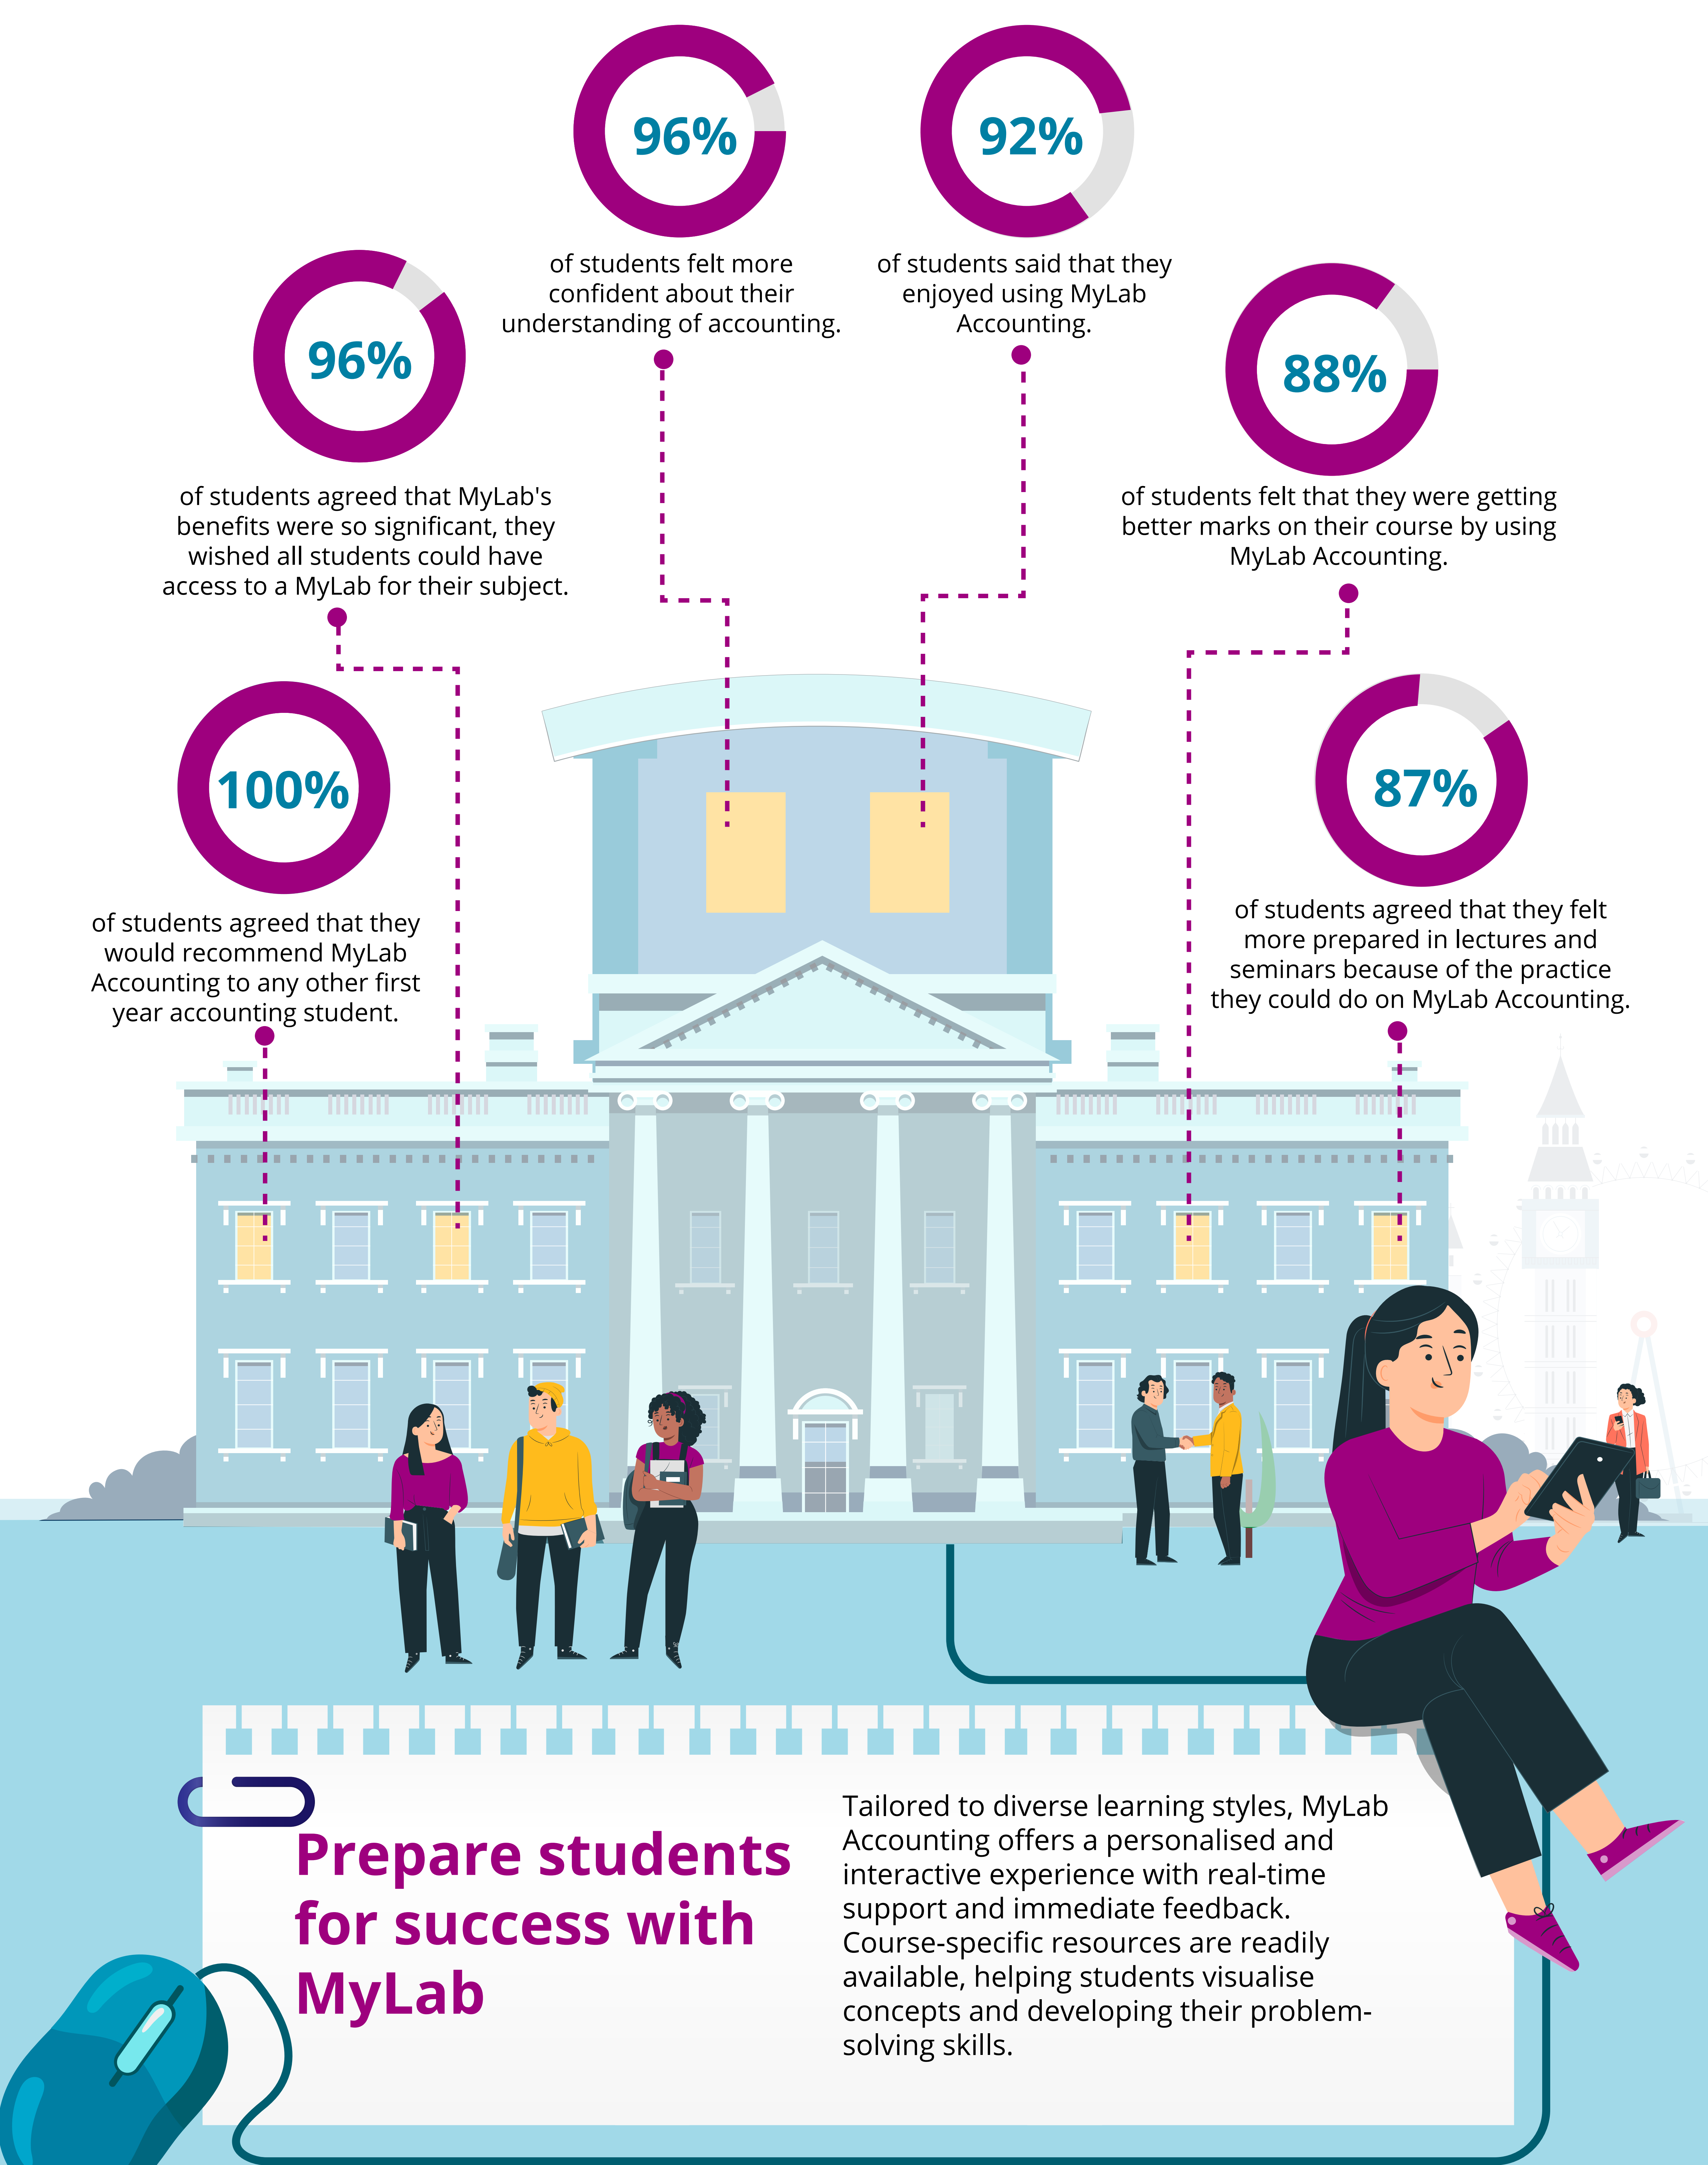 96%
of students felt more
confident about their
understanding of accounting.
92%
of students said that they
enjoyed using MyLab
Accounting.
96%
of students agreed that MyLab's
benefits were so significant, they
wished all students could have
access to a MyLab for their subject.
88%
of students felt that they were getting
better marks on their course by using
MyLab Accounting.
100%
of students agreed that they
would recommend MyLab
Accounting to any other first
year accounting student.
87%
of students agreed that they felt
more prepared in lectures and
seminars because of the practice
they could do on MyLab Accounting.
Prepare students
for success with
MyLab
Tailored to diverse learning styles, MyLab
Accounting offers a personalised and
interactive experience with real-time
support and immediate feedback.
Course-specific resources are readily
available, helping students visualise
concepts and developing their problem-
solving skills.